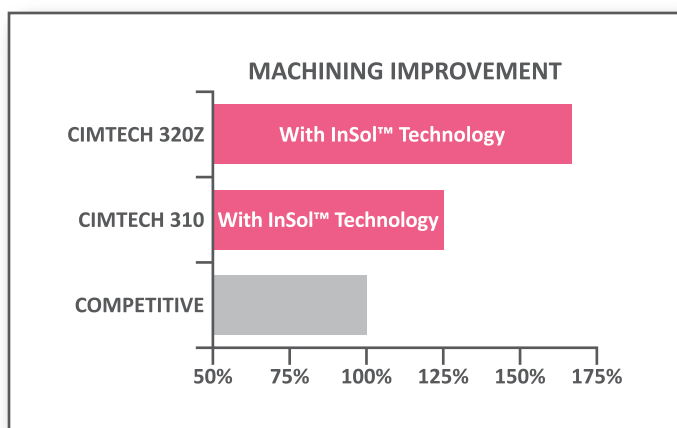 MACHINING IMPROVEMENT
CIMTECH 320Z
With InSol™ Technology
CIMTECH 310
With InSol™ Technology
COMPETITIVE
50% 75% 100% 125% 150% 175%